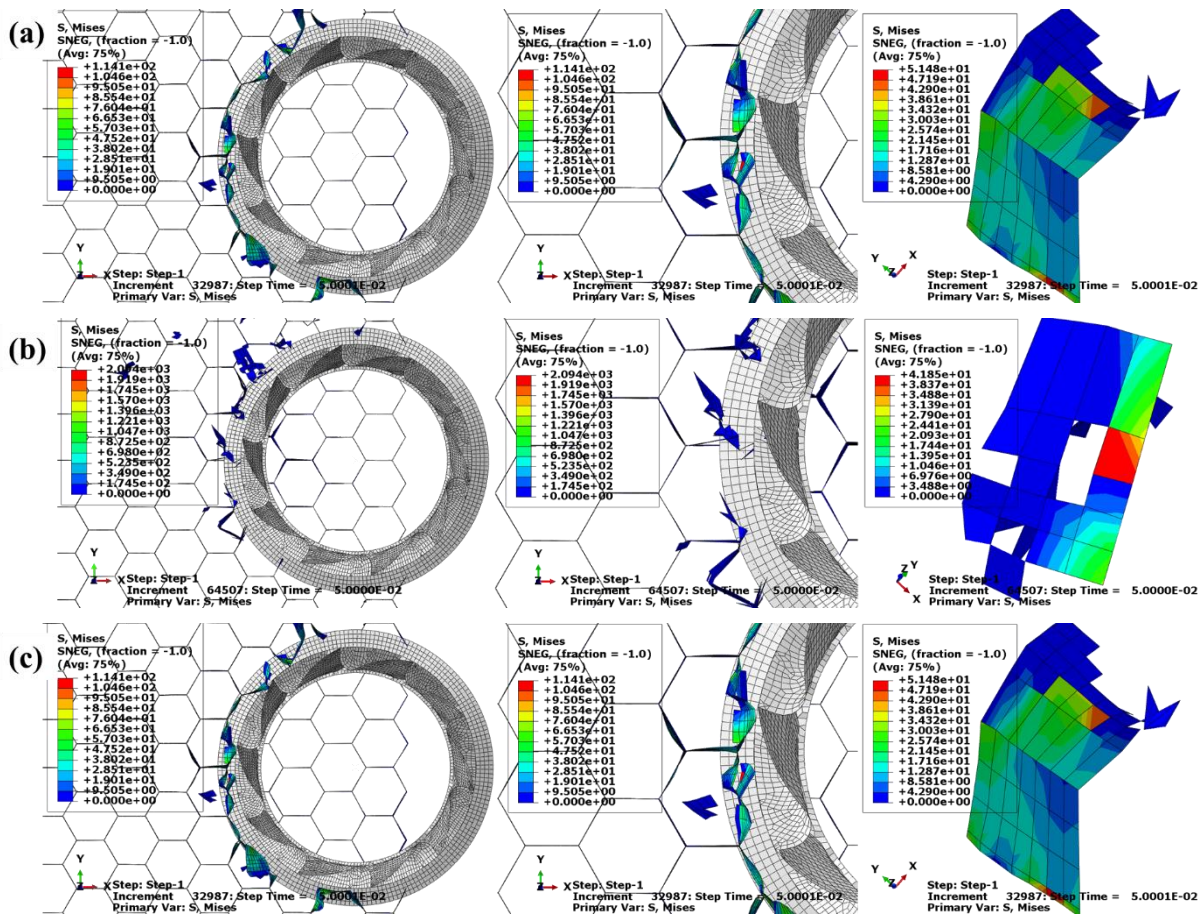 (a)
S, Mises
SNEG, (fraction = -1.0)
(Avg: 75%)
+1.141e+02
+1.046e+02
+9.505e+01
+8.554e+01
+7.604e+01
+6.653e+01
+5.703e+01
+4.752e+01
+3.802e+01
+2.851e+01
+1.901e+01
+9.505e+00
+0.000e+00
Y
Z X
Step: Step-1
Increment 32987: Step Time = 5.0001E-02
Primary Var: S, Mises
S, Mises
SNEG, (fraction = -1.0)
(Avg: 75%)
+1.141e+02
+1.046e+02
+9.505e+01
+8.554e+01
+7.604e+01
+6.653e+01
+5.703e+01
+4.752e+01
+3.802e+01
+2.851e+01
+1.901e+01
+9.505e+00
+0.000e+00
Y
Z X
Step: Step-1
Increment 32987: Step Time = 5.0001E-02
Primary Var: S, Mises
S, Mises
SNEG, (fraction = -1.0)
(Avg: 75%)
+5.148e+01
+4.719e+01
+4.290e+01
+3.861e+01
+3.432e+01
+3.003e+01
+2.574e+01
+2.145e+01
+1.716e+01
+1.287e+01
+8.581e+00
+4.290e+00
+0.000e+00
Y Z X
Step: Step-1
Increment 32987: Step Time = 5.0001E-02
Primary Var: S, Mises
(b)
S, Mises
SNEG, (fraction = -1.0)
(Avg: 75%)
+2.094e+03
+1.919e+03
+1.745e+03
+1.570e+03
+1.396e+03
+1.221e+03
+1.047e+03
+8.725e+02
+6.980e+02
+5.235e+02
+3.490e+02
+1.745e+02
+0.000e+00
Y
Z X
Step: Step-1
Increment 64507: Step Time = 5.0000E-02
Primary Var: S, Mises
S, Mises
SNEG, (fraction = -1.0)
(Avg: 75%)
+2.094e+03
+1.919e+03
+1.745e+03
+1.570e+03
+1.396e+03
+1.221e+03
+1.047e+03
+8.725e+02
+6.980e+02
+5.235e+02
+3.490e+02
+1.745e+02
+0.000e+00
Y
Z X
Step: Step-1
Increment 64507: Step Time = 5.0000E-02
Primary Var: S, Mises
S, Mises
SNEG, (fraction = -1.0)
(Avg: 75%)
+4.185e+01
+3.837e+01
+3.488e+01
+3.139e+01
+2.790e+01
+2.441e+01
+2.093e+01
+1.744e+01
+1.395e+01
+1.046e+01
+6.976e+00
+3.488e+00
+0.000e+00
Z Y
X
Step: Step-1
Increment 64507: Step Time = 5.0000E-02
Primary Var: S, Mises
(c)
S, Mises
SNEG, (fraction = -1.0)
(Avg: 75%)
+1.141e+02
+1.046e+02
+9.505e+01
+8.554e+01
+7.604e+01
+6.653e+01
+5.703e+01
+4.752e+01
+3.802e+01
+2.851e+01
+1.901e+01
+9.505e+00
+0.000e+00
Y
Z X
Step: Step-1
Increment 32987: Step Time = 5.0001E-02
Primary Var: S, Mises
S, Mises
SNEG, (fraction = -1.0)
(Avg: 75%)
+1.141e+02
+1.046e+02
+9.505e+01
+8.554e+01
+7.604e+01
+6.653e+01
+5.703e+01
+4.752e+01
+3.802e+01
+2.851e+01
+1.901e+01
+9.505e+00
+0.000e+00
Y
Z X
Step: Step-1
Increment 32987: Step Time = 5.0001E-02
Primary Var: S, Mises
S, Mises
SNEG, (fraction = -1.0)
(Avg: 75%)
+5.148e+01
+4.719e+01
+4.290e+01
+3.861e+01
+3.432e+01
+3.003e+01
+2.574e+01
+2.145e+01
+1.716e+01
+1.287e+01
+8.581e+00
+4.290e+00
+0.000e+00
Y Z X
Step: Step-1
Increment 32987: Step Time = 5.0001E-02
Primary Var: S, Mises